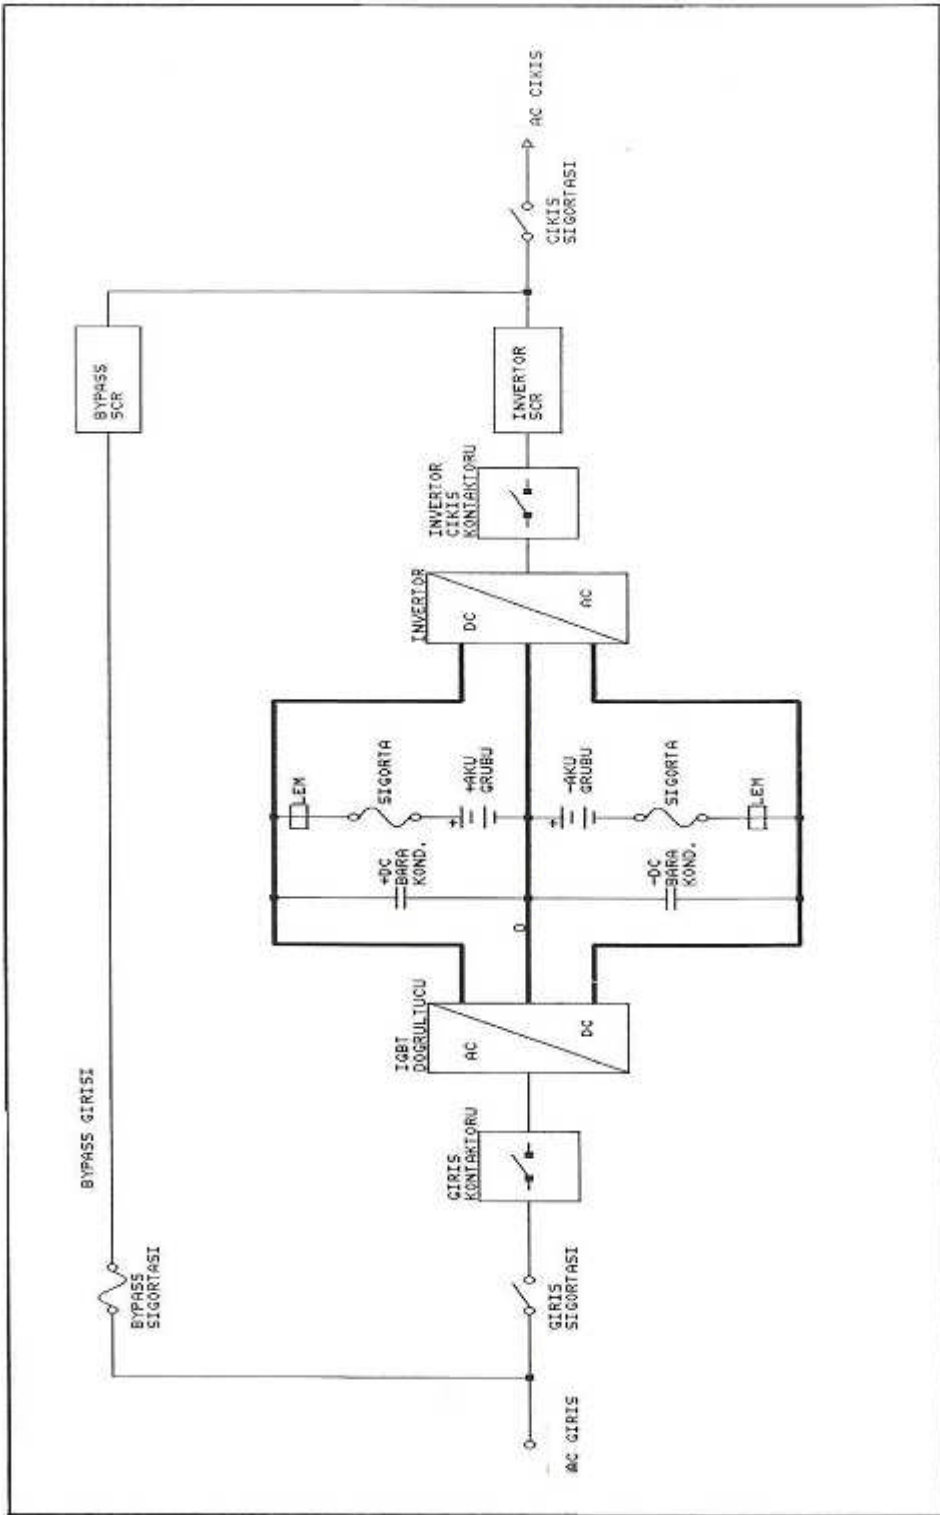 BYPASS GIRISI
BYPASS
SIGORTASI
BYPASS
SCR
AC GIRIS
GIRIS
SIGORTASI
GIRIS
KONTAKTORU
IGBT
DOGRULTUCU
AC
DC
+DC
BARA
KOND.
-DC
BARA
KOND.
0
LEM
SIGORTA
+
+AKU
GRUBU
+
-AKU
GRUBU
SIGORTA
LEM
INVERTOR
DC
AC
INVERTOR
CIKIS
KONTAKTORU
INVERTOR
SCR
CIKIS
SIGORTASI
AC CIKIS